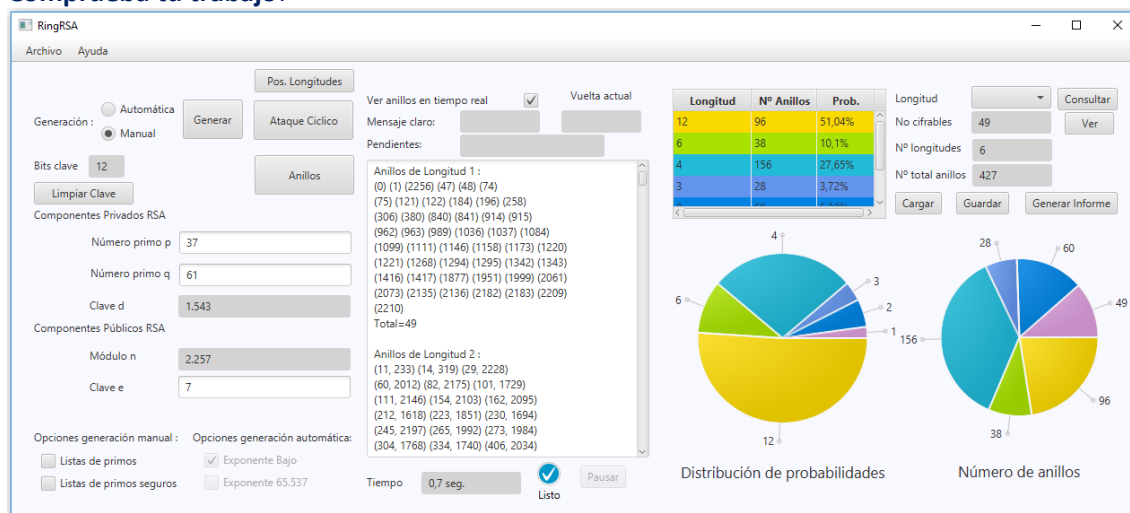 Comprueba tu trabajo:
RingRSA
Archivo Ayuda
Pos. Longitudes
Generación :
Automática
Manual
Generar
Ataque Ciclico
Bits clave 12
Limpiar Clave
Anillos
Componentes Privados RSA
Número primo p 37
Número primo q 61
Clave d 1.543
Componentes Públicos RSA
Módulo n 2.257
Clave e 7
Opciones generación manual :
Listas de primos
Listas de primos seguros
Opciones generación automática:
Exponente Bajo
Exponente 65.537
Ver anillos en tiempo real
Vuelta actual
Mensaje claro:
Pendientes:
Anillos de Longitud 1 :
(0) (1) (2256) (47) (48) (74)
(75) (121) (122) (184) (196) (258)
(306) (380) (840) (841) (914) (915)
(962) (963) (989) (1036) (1037) (1084)
(1099) (1111) (1146) (1158) (1173) (1220)
(1221) (1268) (1294) (1295) (1342) (1343)
(1416) (1417) (1877) (1951) (1999) (2061)
(2073) (2135) (2136) (2182) (2183) (2209)
(2210)
Total=49
Anillos de Longitud 2 :
(11, 233) (14, 319) (29, 2228)
(60, 2012) (82, 2175) (101, 1729)
(111, 2146) (154, 2103) (162, 2095)
(212, 1618) (223, 1851) (230, 1694)
(245, 2197) (265, 1992) (273, 1984)
(304, 1768) (334, 1740) (406, 2034)
Tiempo 0,7 seg.
Listo
Pausar
Longitud Nº Anillos Prob.
12 96 51,04%
6 38 10,1%
4 156 27,65%
3 28 3,72%
Longitud
Consultar
No cifrables 49
Ver
Nº longitudes 6
Nº total anillos 427
Cargar
Guardar
Generar Informe
4
3
2
1
6
12
Distribución de probabilidades
28
60
49
156
96
38
Número de anillos